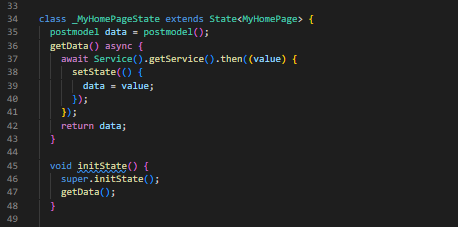 33
34 class _MyHomePageState extends State<MyHomePage> {
35   postmodel data = postmodel();
36   getData() async {
37     await Service().getService().then((value) {
38       setState(() {
39         data = value;
40       });
41     });
42     return data;
43   }
44
45   void initState() {
46     super.initState();
47     getData();
48   }
49